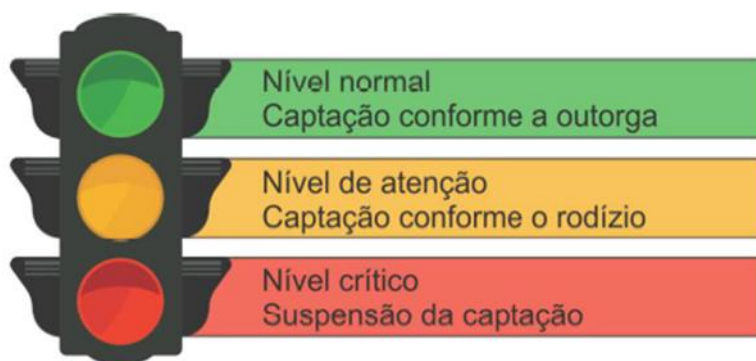 Nível normal
Captação conforme a outorga
Nível de atenção
Captação conforme o rodízio
Nível crítico
Suspensão da captação